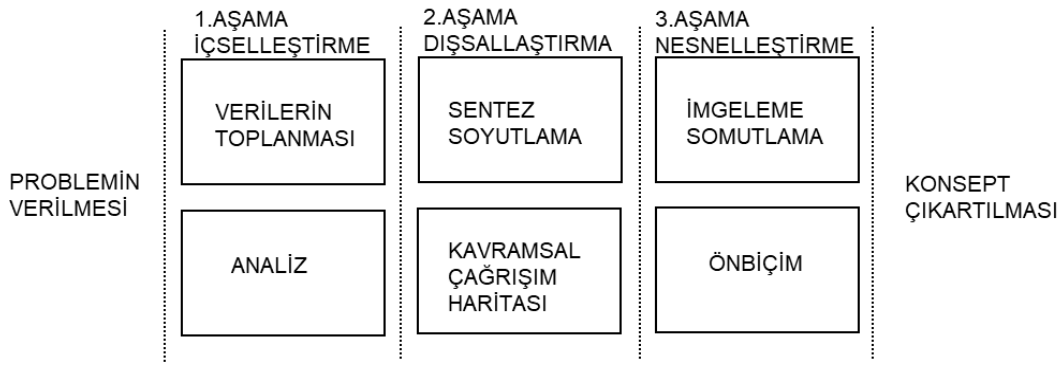 PROBLEMİN
VERİLMESİ
1.AŞAMA
İÇSELLEŞTİRME
VERİLERİN
TOPLANMASI
ANALİZ
2.AŞAMA
DIŞSALLAŞTIRMA
SENTEZ
SOYUTLAMA
KAVRAMSAL
ÇAĞRIŞIM
HARİTASI
3.AŞAMA
NESNELLEŞTİRME
İMGELEME
SOMUTLAMA
ÖNBİÇİM
KONSEPT
ÇIKARTILMASI